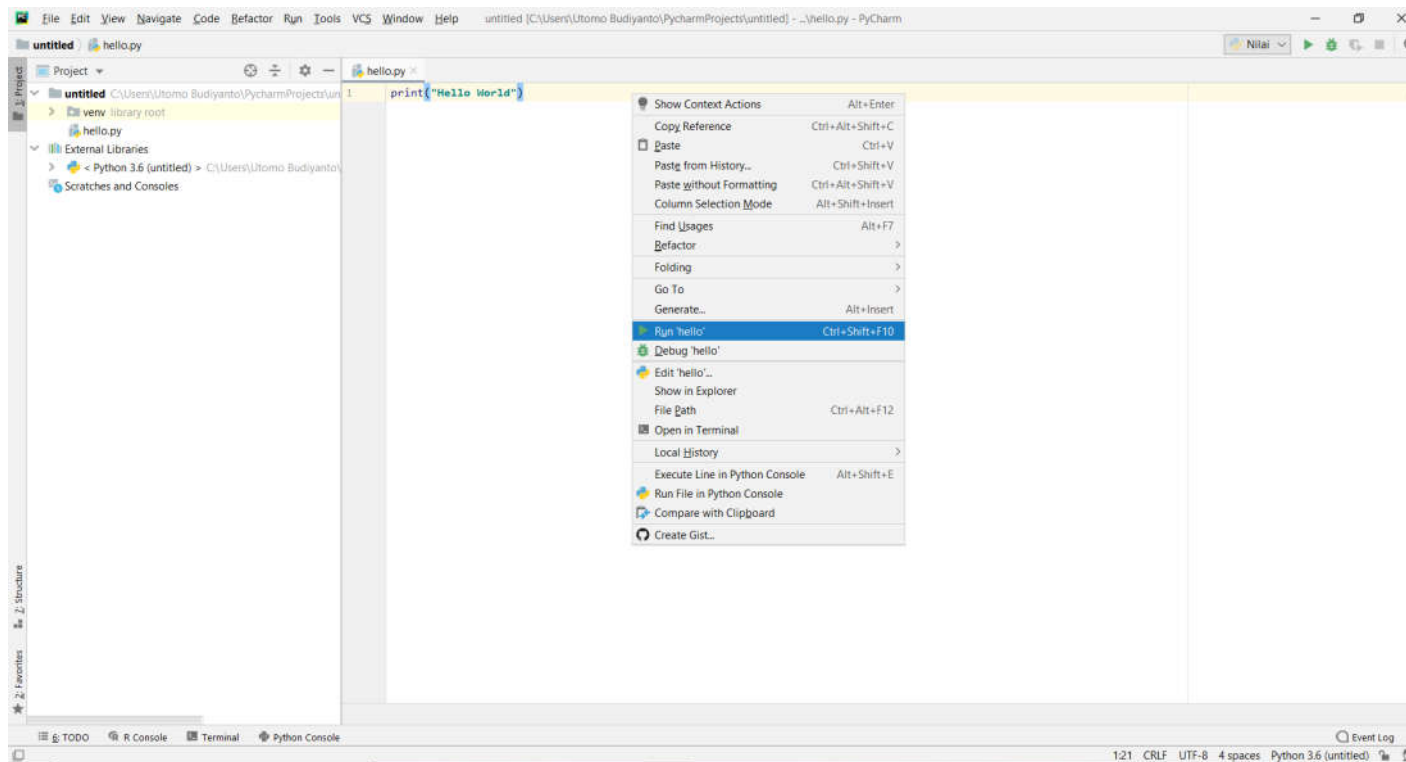 File Edit View Navigate Code Refactor Run Tools VCS Window Help untitled [C:\Users\Utomo Budiyanto\PycharmProjects\untitled] - ...\hello.py - PyCharm
untitled hello.py Nilai
1: Project
Project
hello.py
untitled C:\Users\Utomo Budiyanto\PycharmProjects\un
venv library root
hello.py
External Libraries
< Python 3.6 (untitled) > C:\Users\Utomo Budiyanto\
Scratches and Consoles
1 print("Hello World")
Show Context Actions Alt+Enter
Copy Reference Ctrl+Alt+Shift+C
Paste Ctrl+V
Paste from History... Ctrl+Shift+V
Paste without Formatting Ctrl+Alt+Shift+V
Column Selection Mode Alt+Shift+Insert
Find Usages Alt+F7
Refactor
Folding
Go To
Generate... Alt+Insert
Run 'hello' Ctrl+Shift+F10
Debug 'hello'
Edit 'hello'...
Show in Explorer
File Path Ctrl+Alt+F12
Open in Terminal
Local History
Execute Line in Python Console Alt+Shift+E
Run File in Python Console
Compare with Clipboard
Create Gist...
Z: Structure
2: Favorites
6: TODO R Console Terminal Python Console Event Log
1:21 CRLF UTF-8 4 spaces Python 3.6 (untitled)